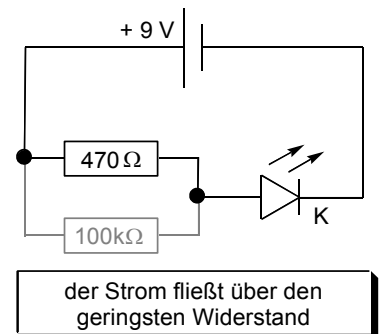 + 9 V
470 Ω
K
100kΩ
der Strom fließt über den
geringsten Widerstand